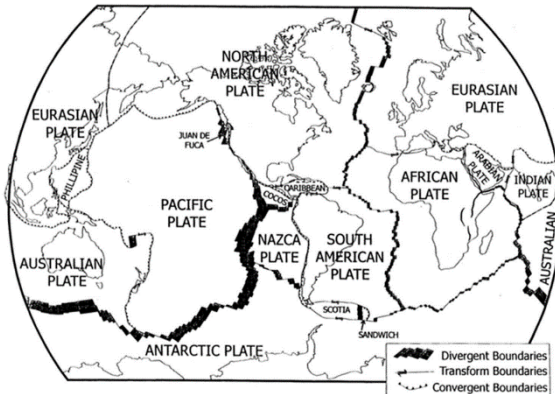 NORTH
AMERICAN
PLATE
EURASIAN
PLATE
EURASIAN
PLATE
JUAN DE
FUCA
PHILLIPINE
ARABIAN
PLATE
INDIAN
PLATE
CARIBBEAN
COCOS
AFRICAN
PLATE
PACIFIC
PLATE
NAZCA
PLATE
SOUTH
AMERICAN
PLATE
AUSTRALIAN
PLATE
AUSTRALIAN
SCOTIA
SANDWICH
ANTARCTIC PLATE
Divergent Boundaries
Transform Boundaries
Convergent Boundaries